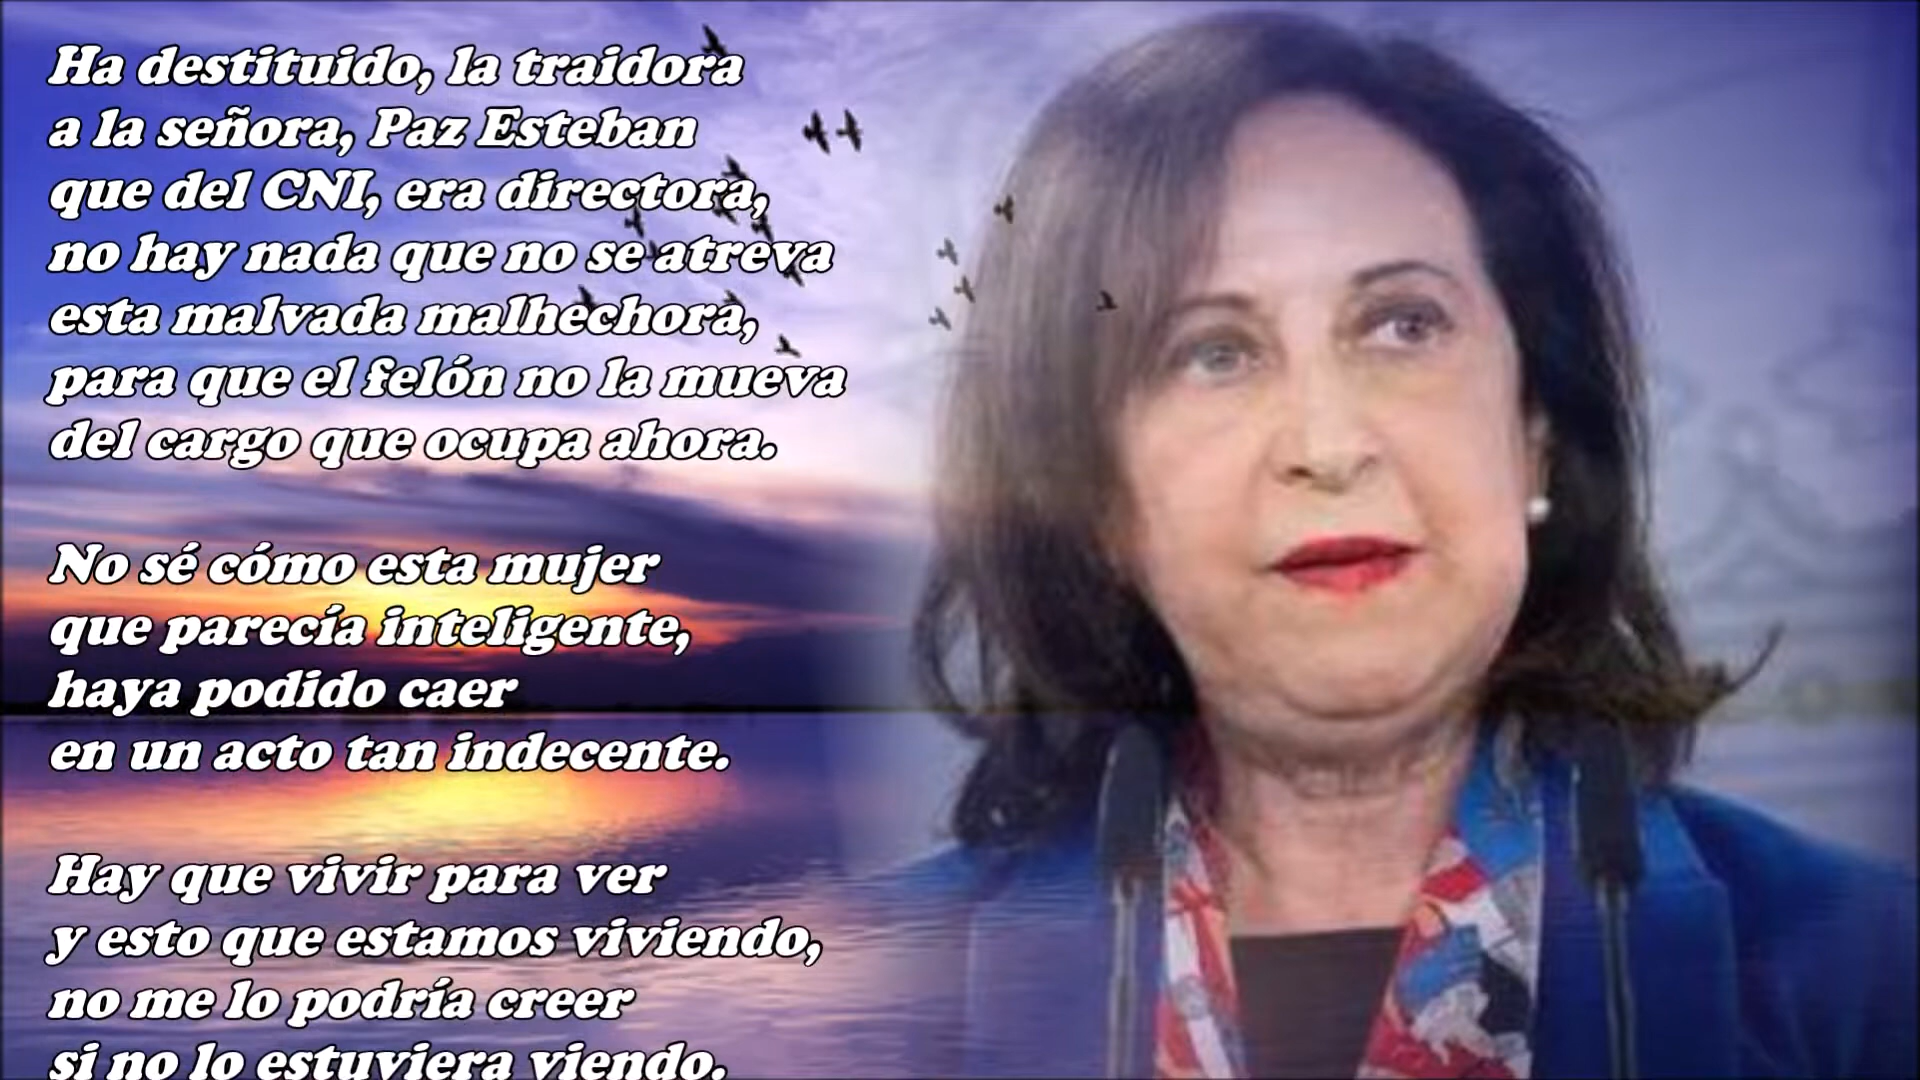 Ha destituido, la traidora
a la señora, Paz Esteban
que del CNI, era directora,
no hay nada que no se atreva
esta malvada malhechora,
para que el felón no la mueva
del cargo que ocupa ahora.
No sé cómo esta mujer
que parecía inteligente,
haya podido caer
en un acto tan indecente.
Hay que vivir para ver
y esto que estamos viviendo,
no me lo podría creer
si no lo estuviera viendo.